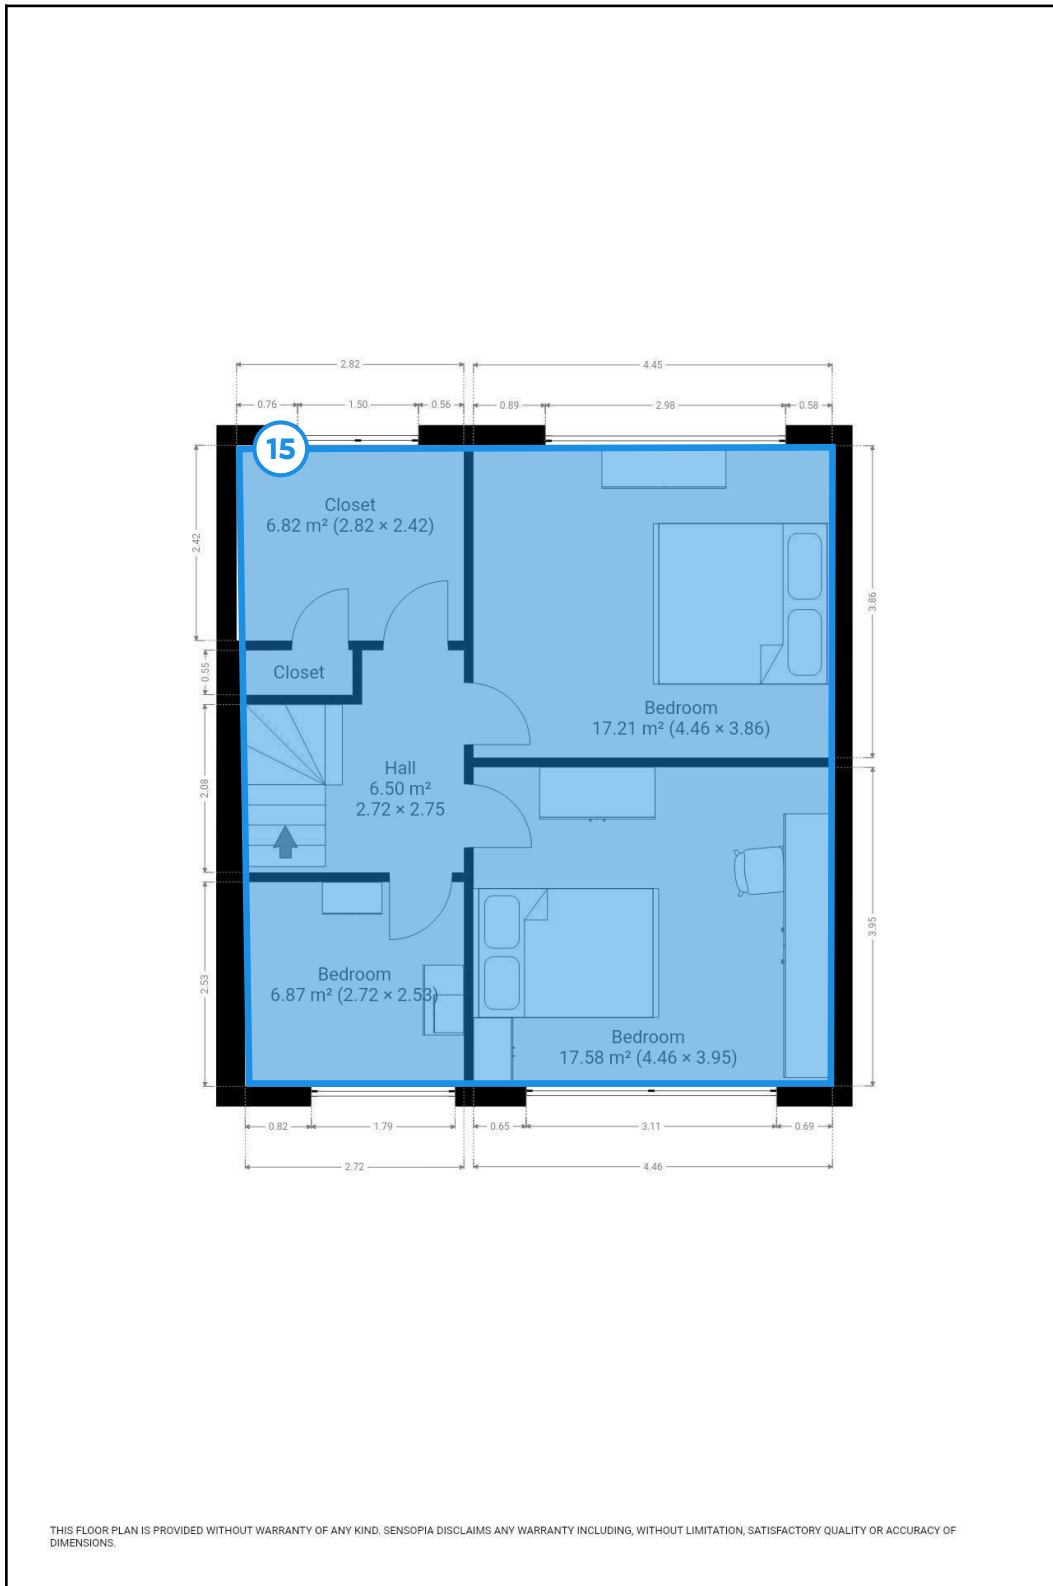 2.82
4.45
0.76
1.50
0.56
0.89
2.98
0.58
15
Closet
6.82 m² (2.82 × 2.42)
2.42
3.86
Closet
0.55
Bedroom
17.21 m² (4.46 × 3.86)
Hall
6.50 m²
2.72 × 2.75
2.08
3.95
Bedroom
6.87 m² (2.72 × 2.53)
2.53
Bedroom
17.58 m² (4.46 × 3.95)
0.82
1.79
0.65
3.11
0.69
2.72
4.46
THIS FLOOR PLAN IS PROVIDED WITHOUT WARRANTY OF ANY KIND. SENSOPIA DISCLAIMS ANY WARRANTY INCLUDING, WITHOUT LIMITATION, SATISFACTORY QUALITY OR ACCURACY OF
DIMENSIONS.